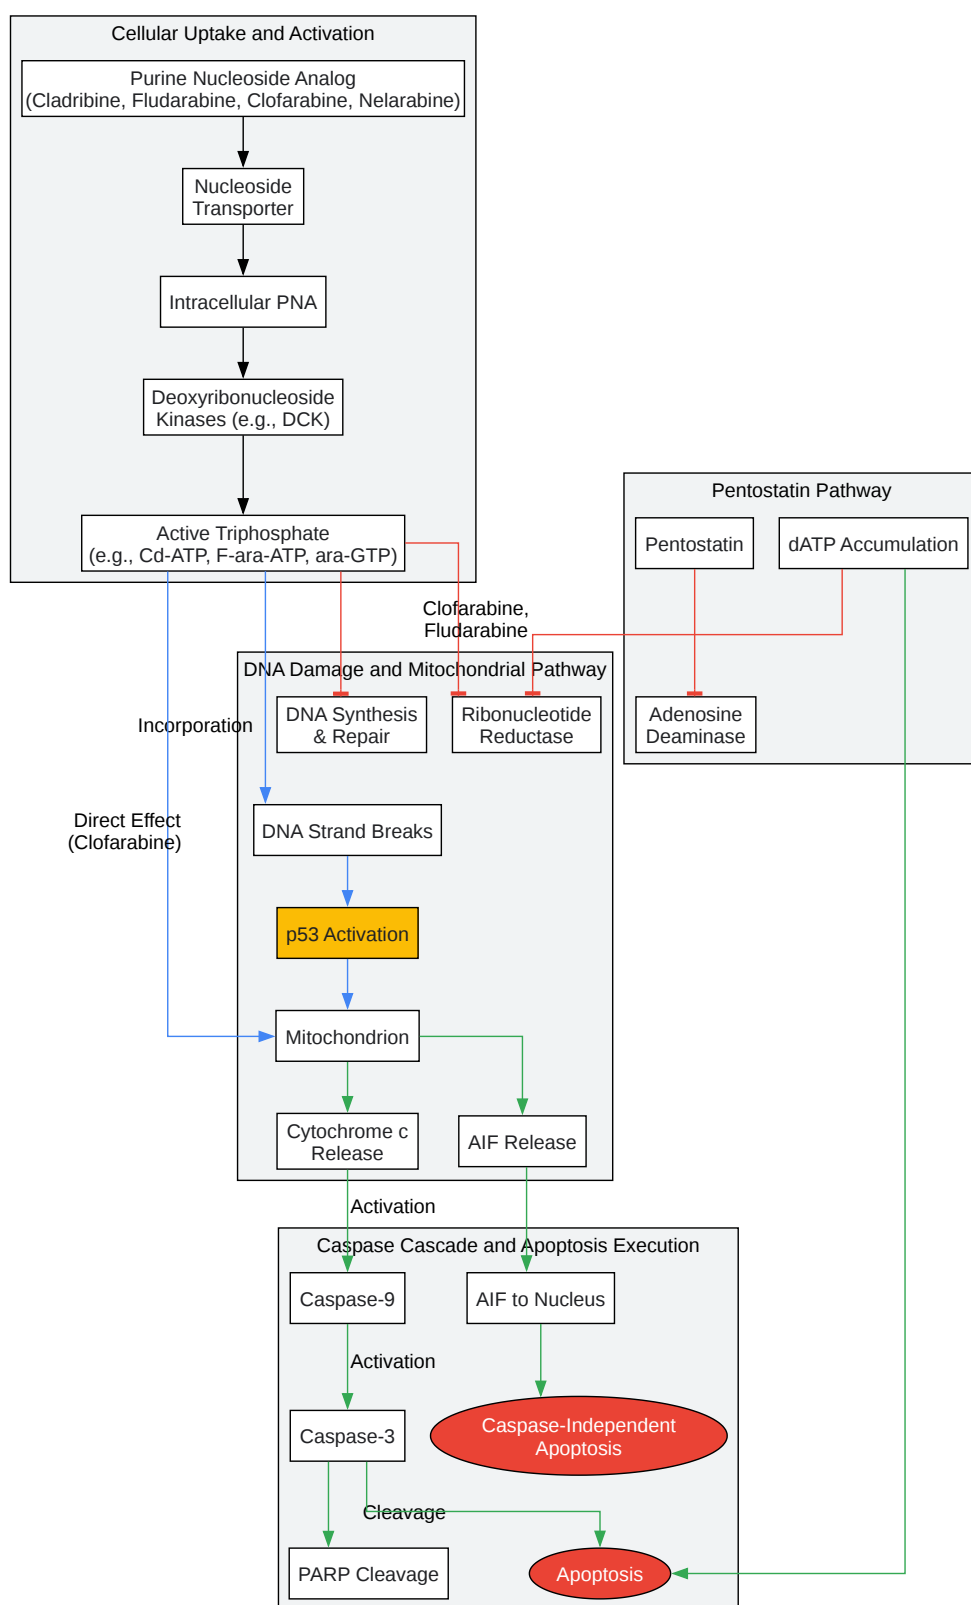 Cellular Uptake and Activation
Purine Nucleoside Analog
(Cladribine, Fludarabine, Clofarabine, Nelarabine)
Nucleoside
Transporter
Intracellular PNA
Deoxyribonucleoside
Kinases (e.g., DCK)
Active Triphosphate
(e.g., Cd-ATP, F-ara-ATP, ara-GTP)
Pentostatin Pathway
Pentostatin
dATP Accumulation
Clofarabine,
Fludarabine
DNA Damage and Mitochondrial Pathway
DNA Synthesis
& Repair
Ribonucleotide
Reductase
Adenosine
Deaminase
Incorporation
Direct Effect
(Clofarabine)
DNA Strand Breaks
p53 Activation
Mitochondrion
Cytochrome c
Release
AIF Release
Activation
Caspase Cascade and Apoptosis Execution
Caspase-9
AIF to Nucleus
Activation
Caspase-3
Caspase-Independent
Apoptosis
Cleavage
PARP Cleavage
Apoptosis